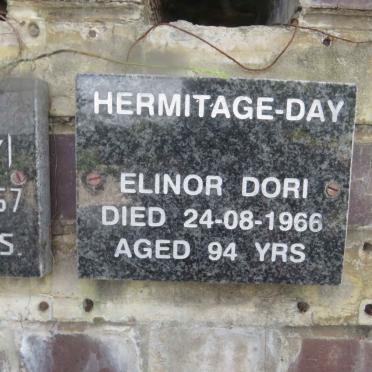 HERMITAGE-DAY
ELINOR DORI
DIED 24-08-1966
AGED 94 YRS